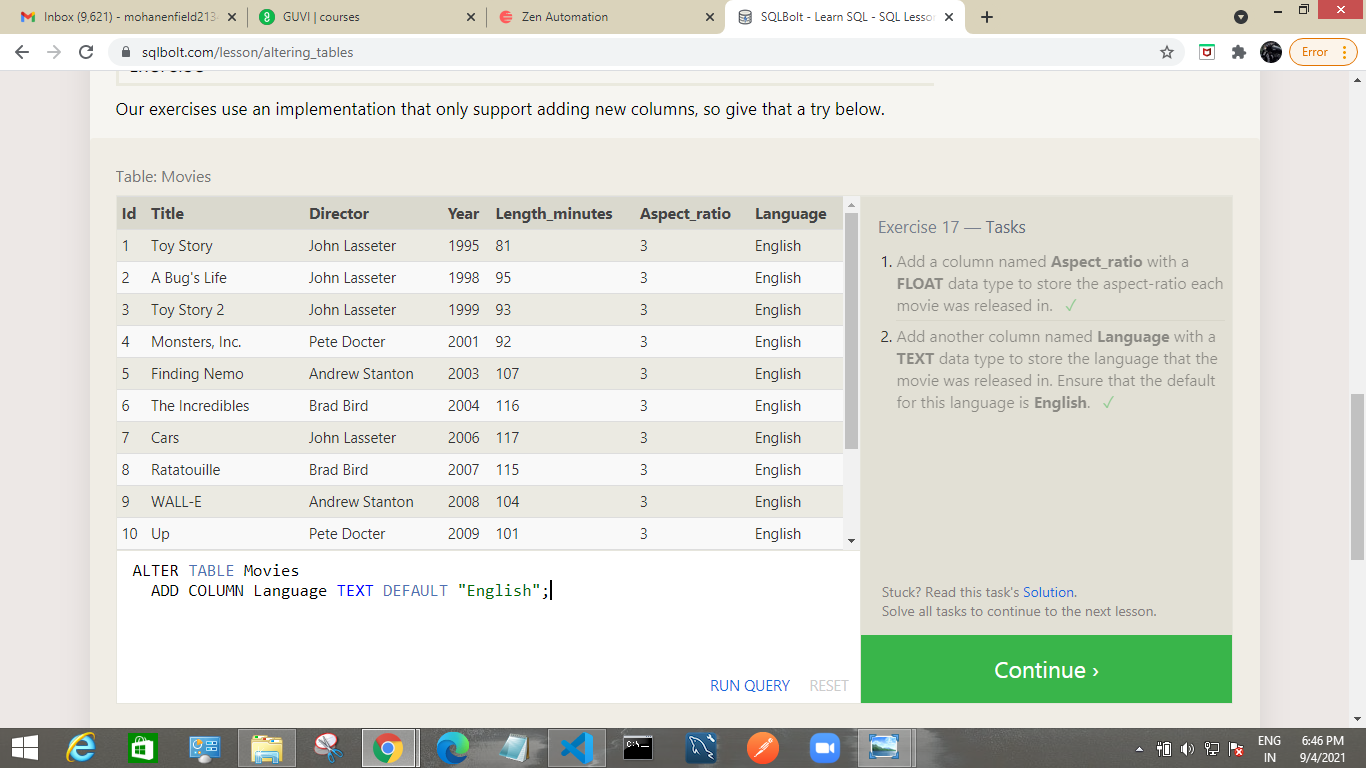 Inbox (9,621) - mohanenfield213
GUVI | courses
Zen Automation
SQLBolt - Learn SQL - SQL Lesso
sqlbolt.com/lesson/altering_tables
Error
Our exercises use an implementation that only support adding new columns, so give that a try below.
Table: Movies
Id Title Director Year Length_minutes Aspect_ratio Language
1 Toy Story John Lasseter 1995 81 3 English
2 A Bug's Life John Lasseter 1998 95 3 English
3 Toy Story 2 John Lasseter 1999 93 3 English
4 Monsters, Inc. Pete Docter 2001 92 3 English
5 Finding Nemo Andrew Stanton 2003 107 3 English
6 The Incredibles Brad Bird 2004 116 3 English
7 Cars John Lasseter 2006 117 3 English
8 Ratatouille Brad Bird 2007 115 3 English
9 WALL-E Andrew Stanton 2008 104 3 English
10 Up Pete Docter 2009 101 3 English
ALTER TABLE Movies
ADD COLUMN Language TEXT DEFAULT "English";
RUN QUERY RESET
Exercise 17 — Tasks
1. Add a column named Aspect_ratio with a
FLOAT data type to store the aspect-ratio each
movie was released in. ✓
2. Add another column named Language with a
TEXT data type to store the language that the
movie was released in. Ensure that the default
for this language is English. ✓
Stuck? Read this task's Solution.
Solve all tasks to continue to the next lesson.
Continue ›
ENG
IN
6:46 PM
9/4/2021